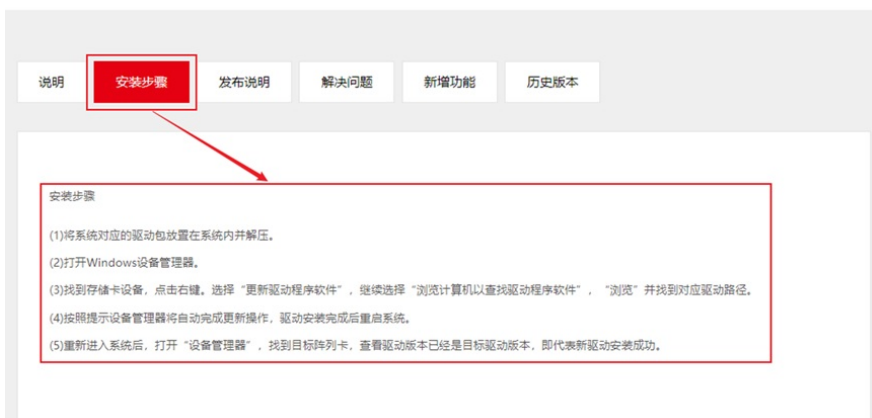 说明 安装步骤 发布说明 解决问题 新增功能 历史版本
安装步骤
(1)将系统对应的驱动包放置在系统内并解压。
(2)打开Windows设备管理器。
(3)找到存储卡设备，点击右键。选择“更新驱动程序软件”，继续选择“浏览计算机以查找驱动程序软件”，“浏览”并找到对应驱动路径。
(4)按照提示设备管理器将自动完成更新操作，驱动安装完成后重启系统。
(5)重新进入系统后，打开“设备管理器”，找到目标阵列卡，查看驱动版本已经是目标驱动版本，即代表新驱动安装成功。